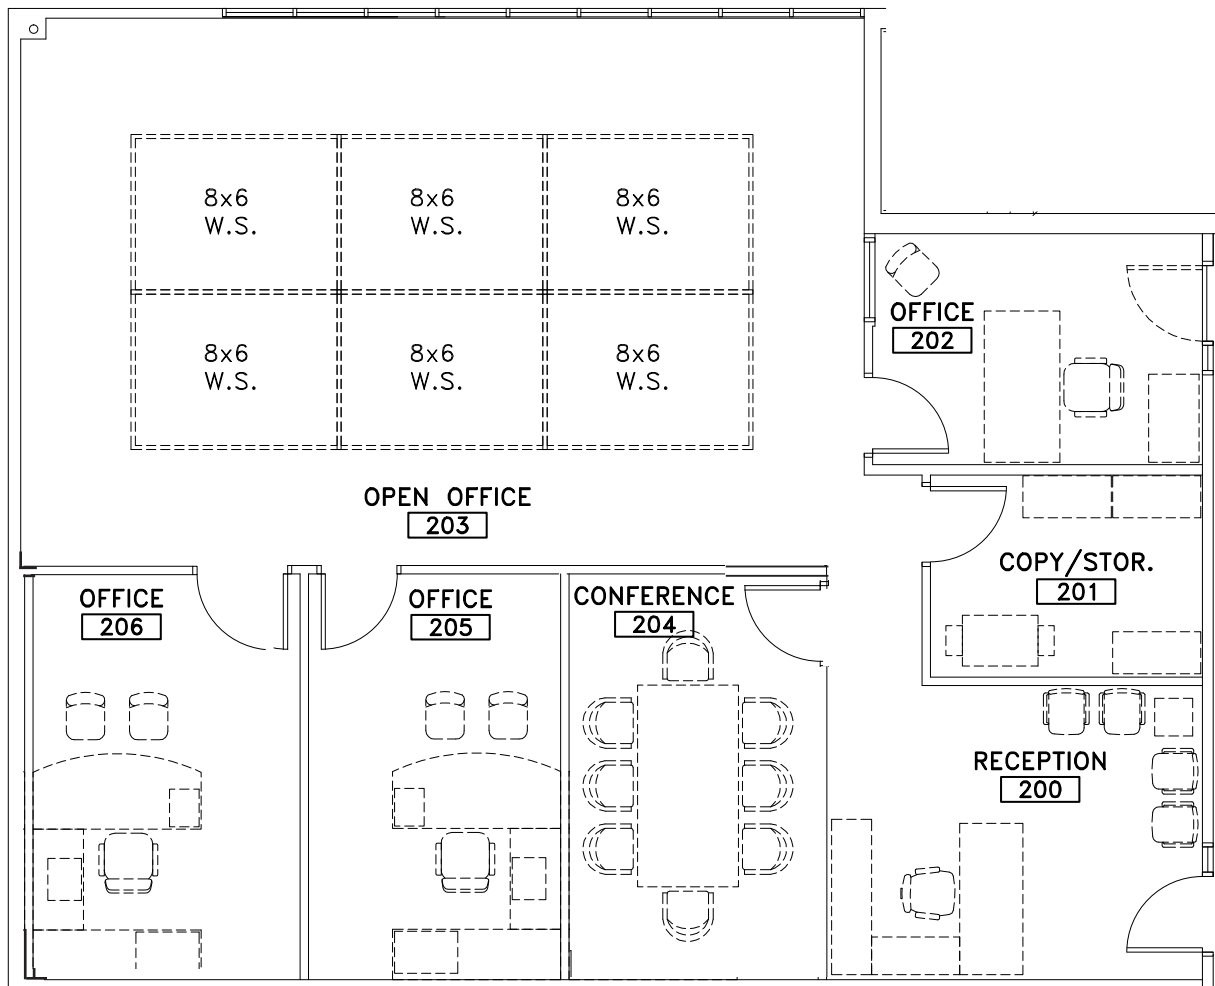 8x6
W.S.
8x6
W.S.
8x6
W.S.
8x6
W.S.
8x6
W.S.
8x6
W.S.
OFFICE
202
OPEN OFFICE
203
COPY/STOR.
201
OFFICE
206
OFFICE
205
CONFERENCE
204
RECEPTION
200